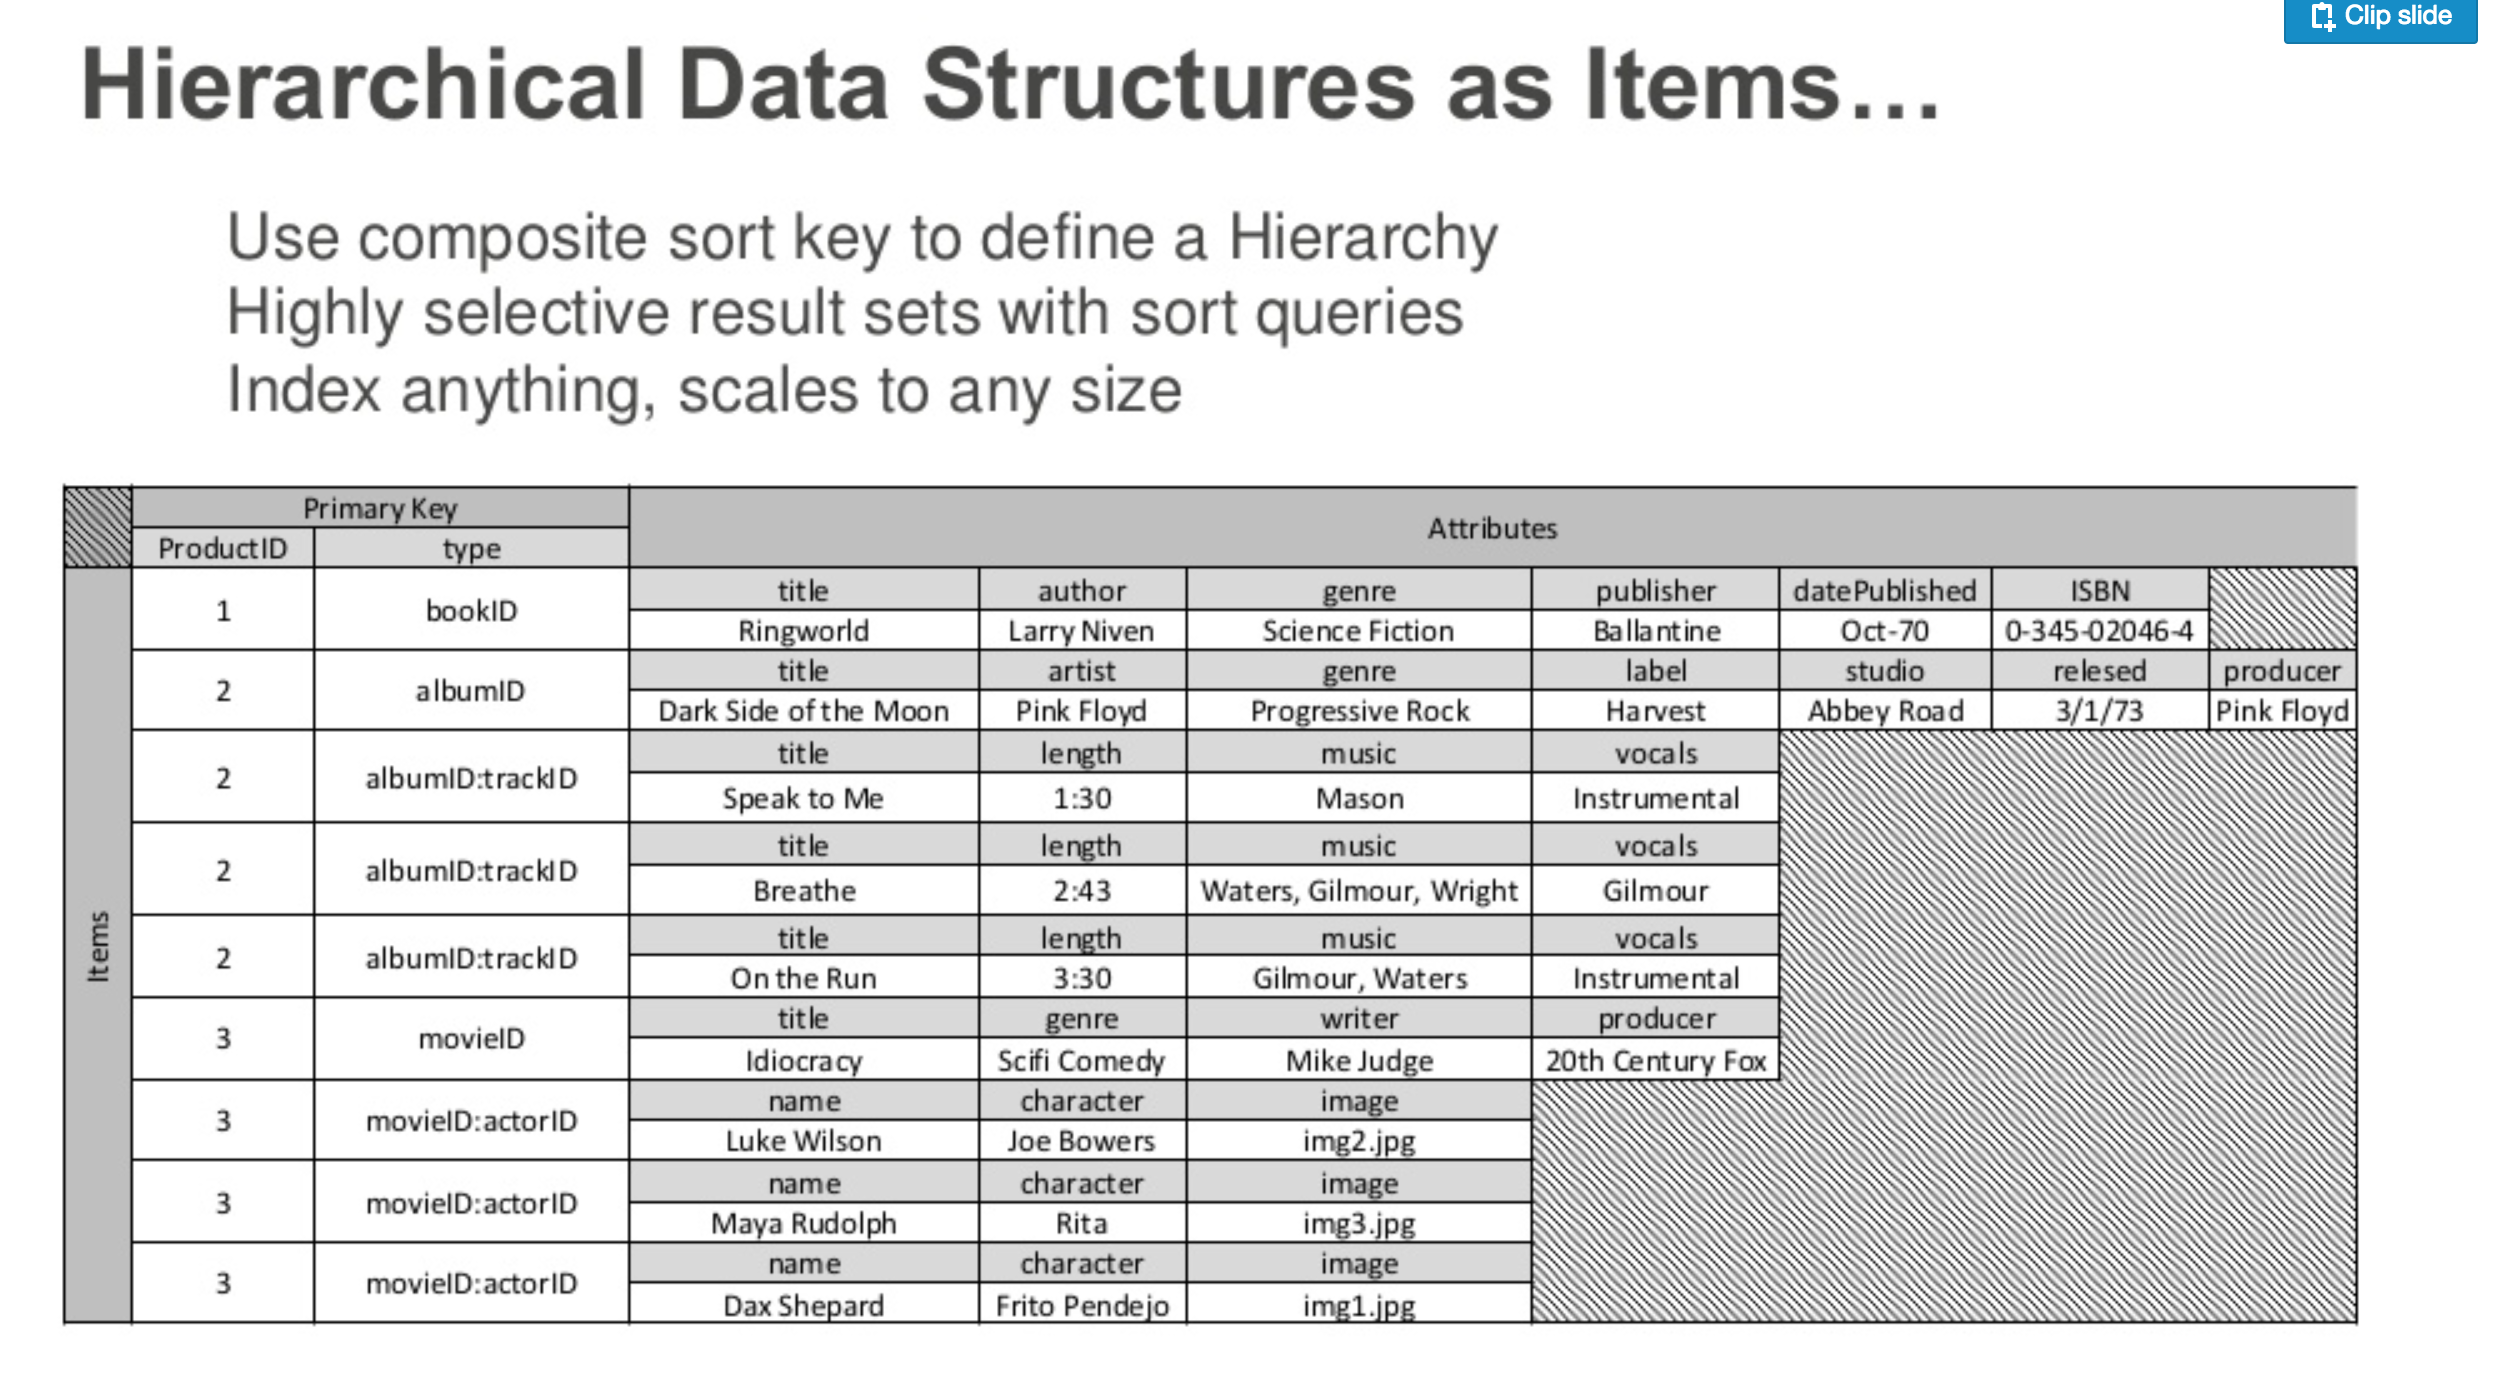 Clip slide
Hierarchical Data Structures as Items...
Use composite sort key to define a Hierarchy
Highly selective result sets with sort queries
Index anything, scales to any size
Primary Key
Attributes
ProductID type
Items
1 bookID
title author genre publisher datePublished ISBN
Ringworld Larry Niven Science Fiction Ballantine Oct-70 0-345-02046-4
2 albumID
title artist genre label studio relesed producer
Dark Side of the Moon Pink Floyd Progressive Rock Harvest Abbey Road 3/1/73 Pink Floyd
2 albumID:trackID
title length music vocals
Speak to Me 1:30 Mason Instrumental
2 albumID:trackID
title length music vocals
Breathe 2:43 Waters, Gilmour, Wright Gilmour
2 albumID:trackID
title length music vocals
On the Run 3:30 Gilmour, Waters Instrumental
3 movieID
title genre writer producer
Idiocracy Scifi Comedy Mike Judge 20th Century Fox
3 movieID:actorID
name character image
Luke Wilson Joe Bowers img2.jpg
3 movieID:actorID
name character image
Maya Rudolph Rita img3.jpg
3 movieID:actorID
name character image
Dax Shepard Frito Pendejo img1.jpg